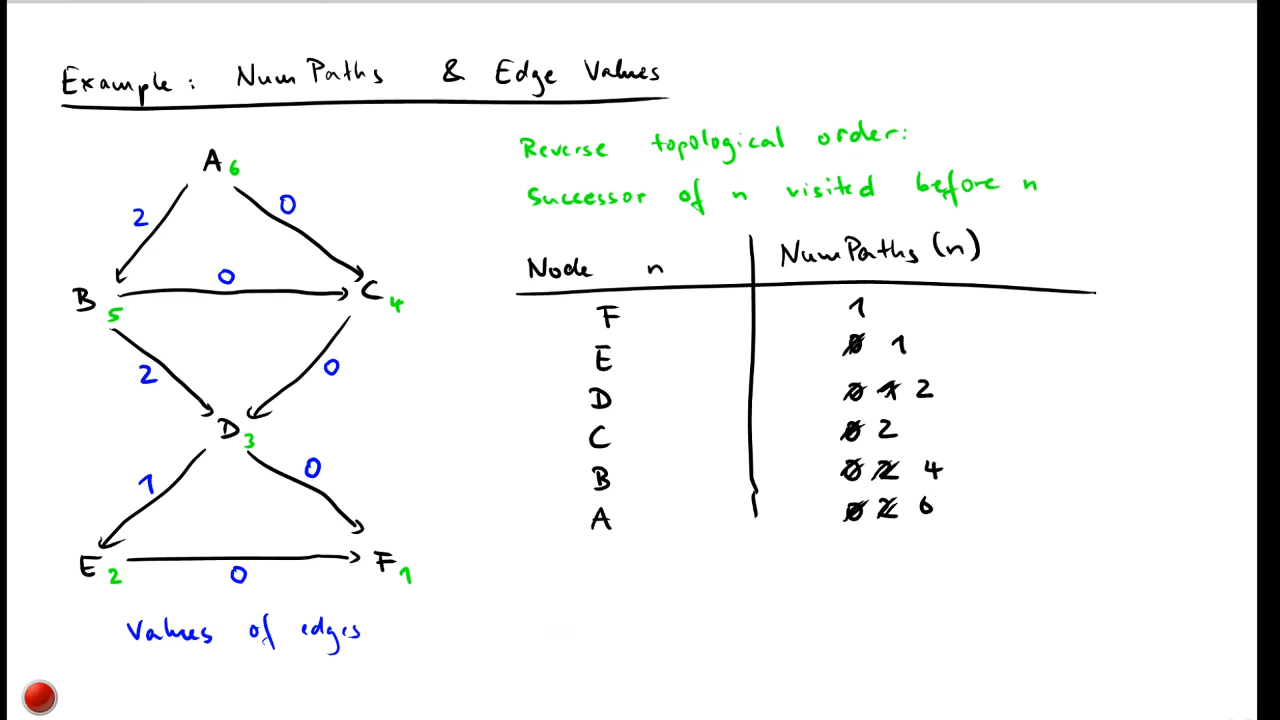 Example: NumPaths & Edge Values
Reverse topological order:
Successor of n visited before n
A 6
2 0
B 5
0
C 4
2 0
D 3
1 0
E 2
0
F 1
Values of edges
Node n NumPaths(n)
F 1
E 0 1
D 0 1 2
C 0 2
B 0 2 4
A 0 2 6